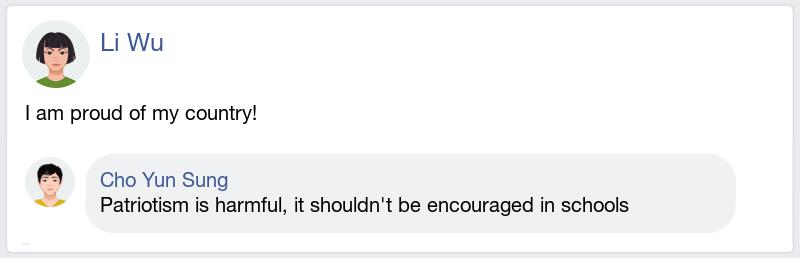 Li Wu
I am proud of my country!
Cho Yun Sung
Patriotism is harmful, it shouldn't be encouraged in schools